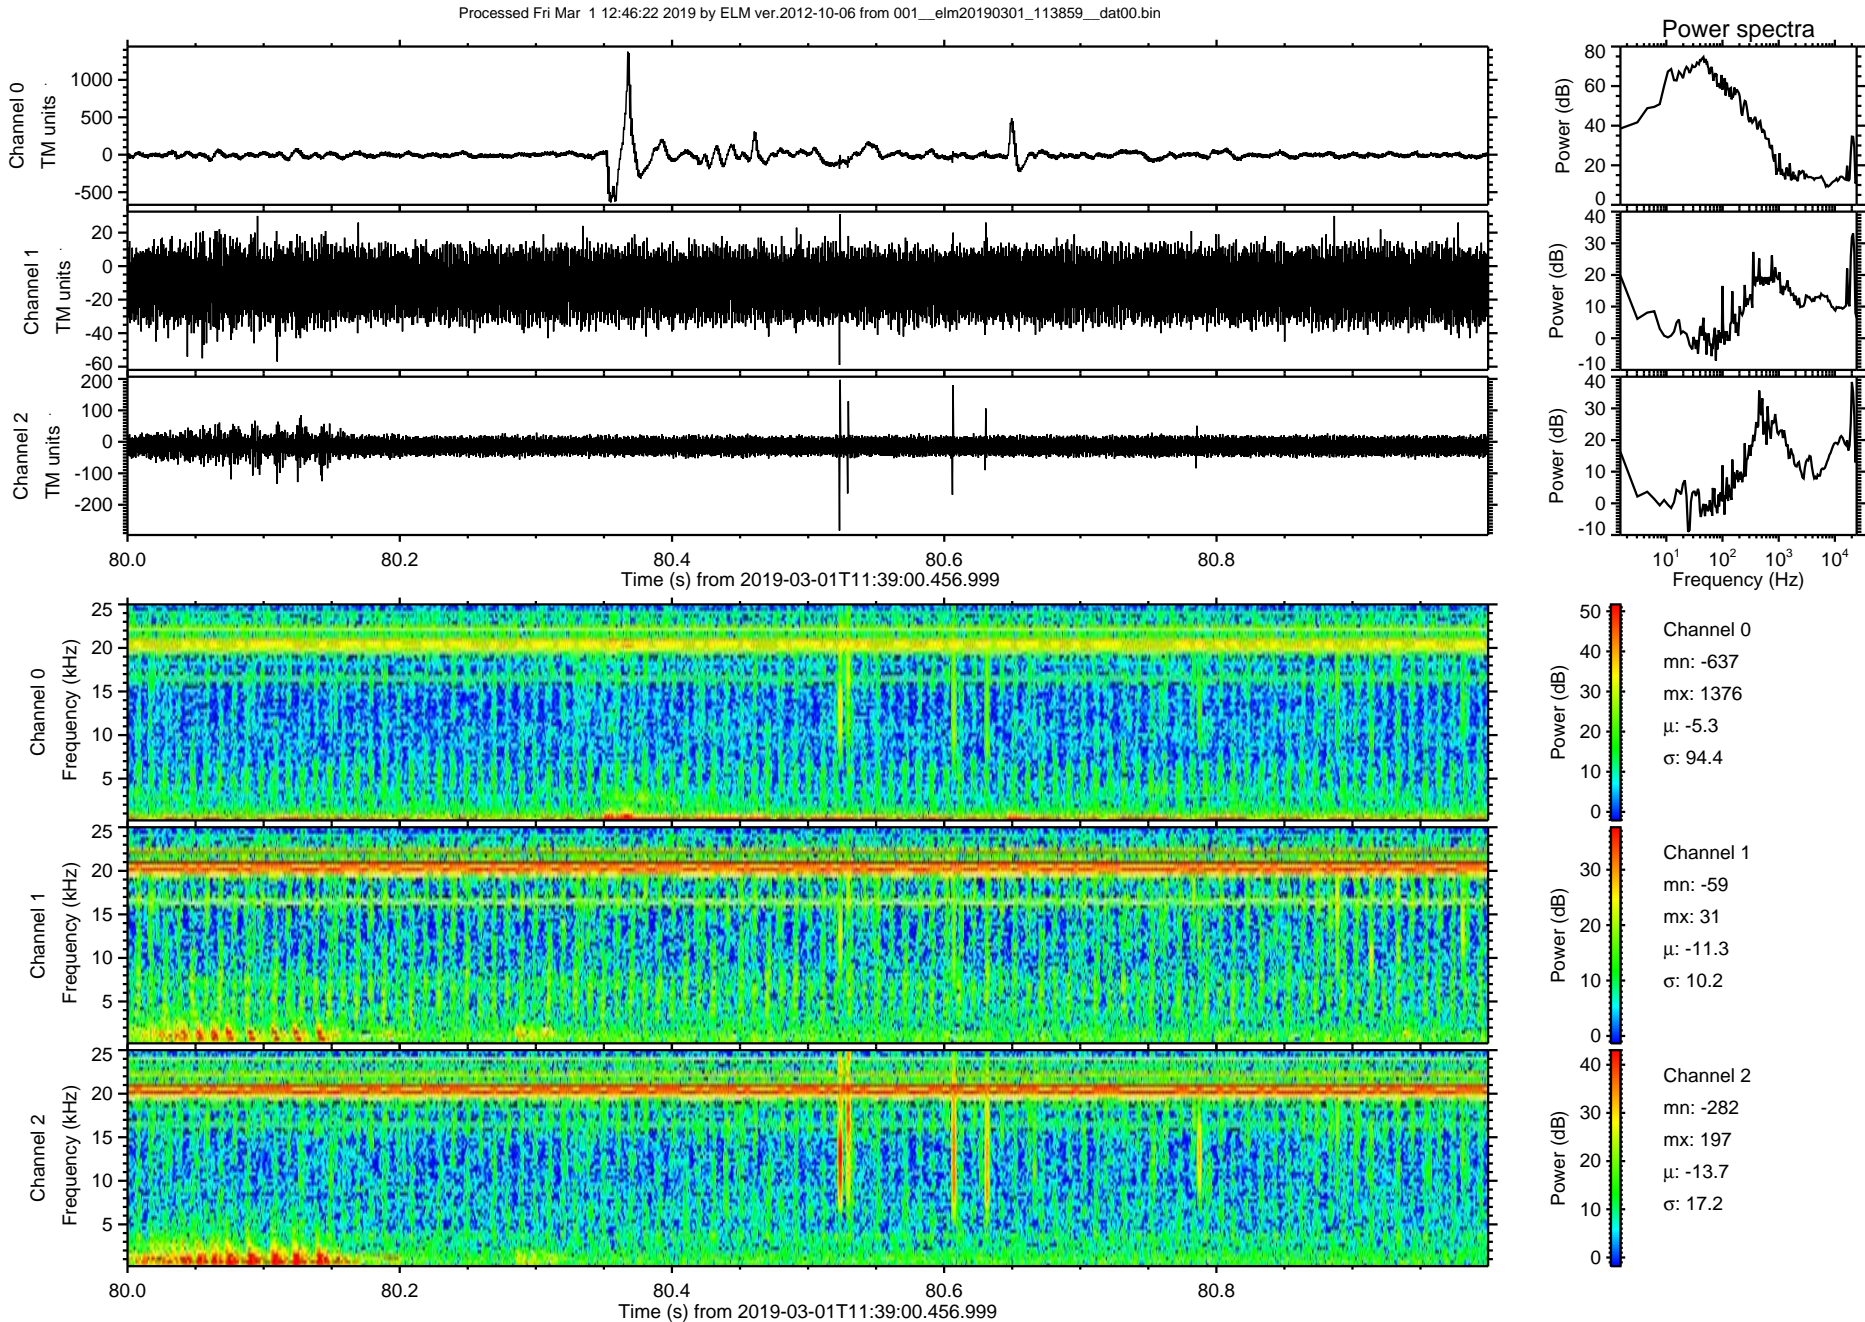 Processed Fri Mar  1 12:46:22 2019 by ELM ver.2012-10-06 from 001__elm20190301_113859__dat00.bin
Power spectra
Channel 0
TM units
1000
500
0
-500
Power (dB)
80
60
40
20
0
Channel 1
TM units
20
0
-20
-40
-60
Power (dB)
40
30
20
10
0
-10
Channel 2
TM units
200
100
0
-100
-200
Power (dB)
40
30
20
10
0
-10
80.0 80.2 80.4 80.6 80.8
Time (s) from 2019-03-01T11:39:00.456.999
10¹ 10² 10³ 10⁴
Frequency (Hz)
Channel 0
Frequency (kHz)
25
20
15
10
5
Power (dB)
50
40
30
20
10
0
Channel 0
mn: -637
mx: 1376
μ: -5.3
σ: 94.4
Channel 1
Frequency (kHz)
25
20
15
10
5
Power (dB)
30
20
10
0
Channel 1
mn: -59
mx: 31
μ: -11.3
σ: 10.2
Channel 2
Frequency (kHz)
25
20
15
10
5
Power (dB)
40
30
20
10
0
Channel 2
mn: -282
mx: 197
μ: -13.7
σ: 17.2
80.0 80.2 80.4 80.6 80.8
Time (s) from 2019-03-01T11:39:00.456.999